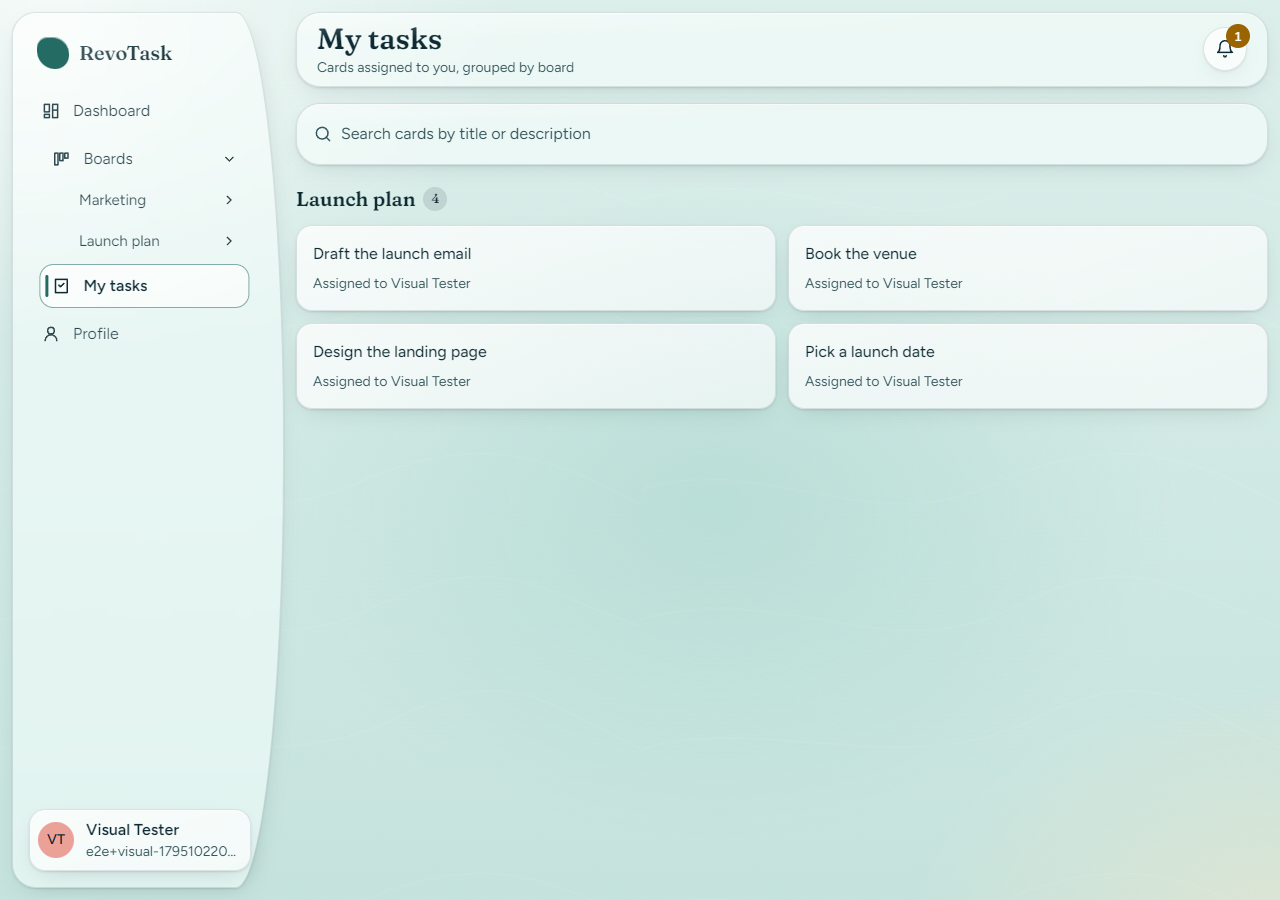 RevoTask
Dashboard
Boards
Marketing
Launch plan
My tasks
Profile
VT
Visual Tester
e2e+visual-179510220…
My tasks
Cards assigned to you, grouped by board
1
Search cards by title or description
Launch plan 4
Draft the launch email
Assigned to Visual Tester
Book the venue
Assigned to Visual Tester
Design the landing page
Assigned to Visual Tester
Pick a launch date
Assigned to Visual Tester